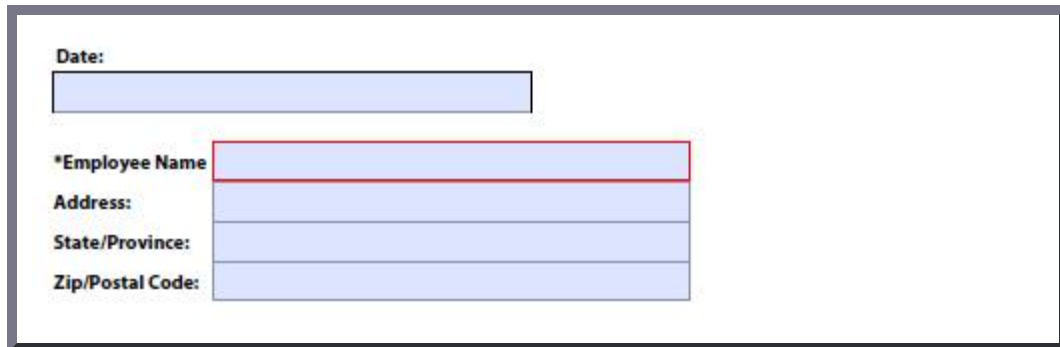 Date:
*Employee Name
Address:
State/Province:
Zip/Postal Code: